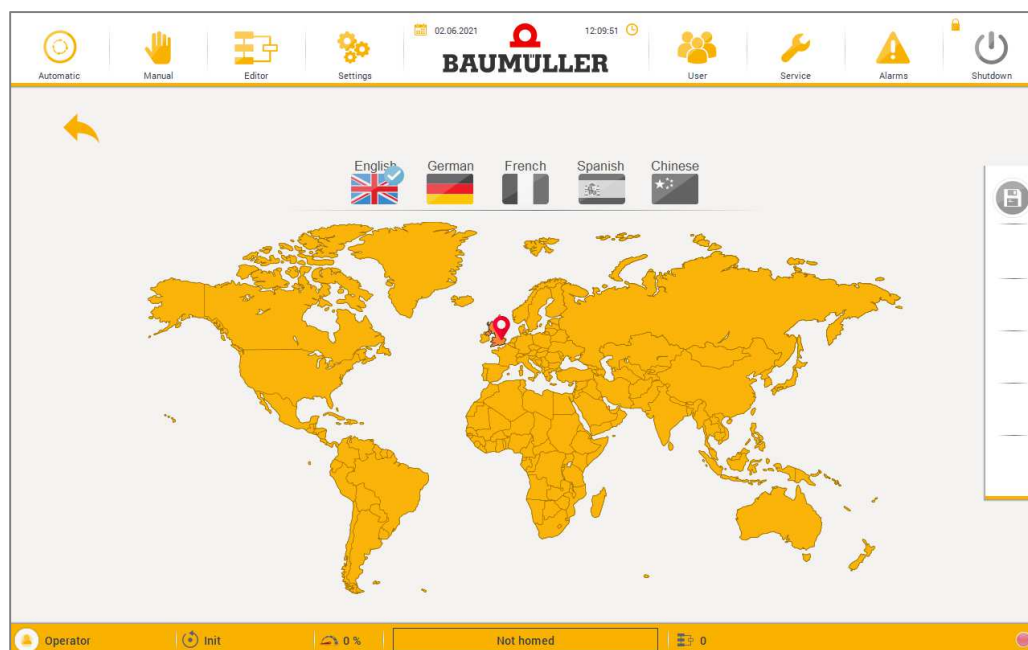 02.06.2021
12:09:51
BAUMULLER
Automatic
Manual
Editor
Settings
User
Service
Alarms
Shutdown
English German French Spanish Chinese
Operator
Init
0 %
Not homed
0